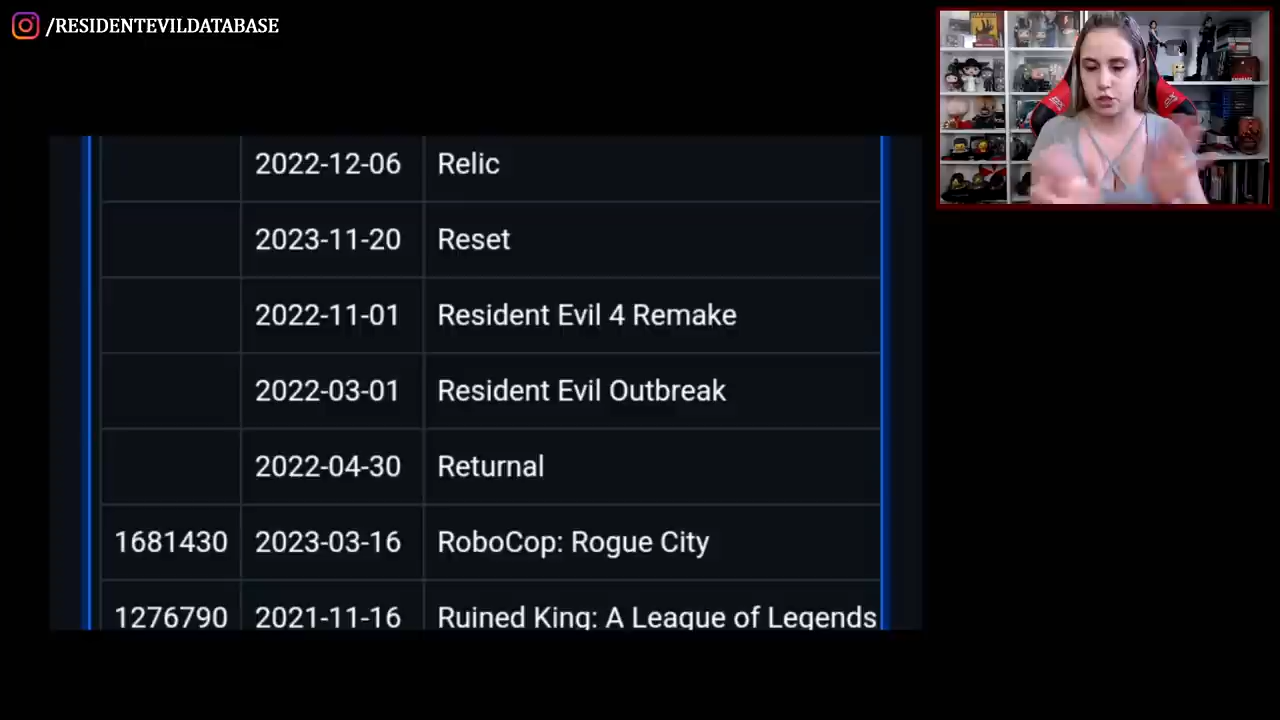 /RESIDENTEVILDATABASE
2022-12-06 Relic
2023-11-20 Reset
2022-11-01 Resident Evil 4 Remake
2022-03-01 Resident Evil Outbreak
2022-04-30 Returnal
1681430 2023-03-16 RoboCop: Rogue City
1276790 2021-11-16 Ruined King: A League of Legends